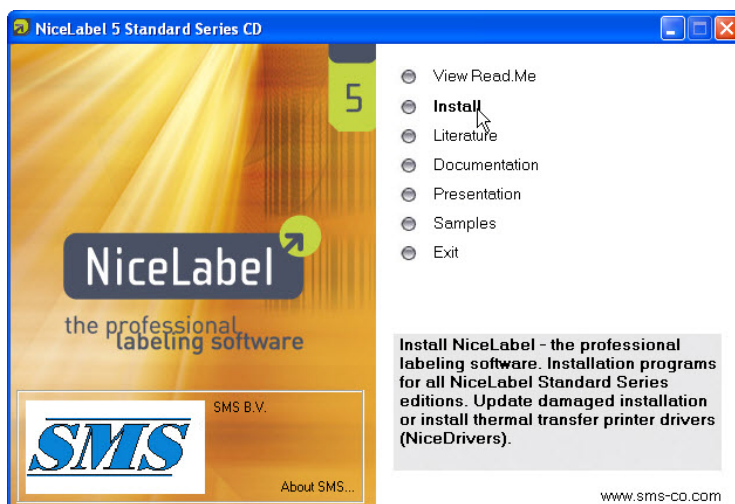 NiceLabel 5 Standard Series CD
5
NiceLabel
the professional
labeling software
SMS
SMS B.V.
About SMS...
View Read.Me
Install
Literature
Documentation
Presentation
Samples
Exit
Install NiceLabel - the professional
labeling software. Installation programs
for all NiceLabel Standard Series
editions. Update damaged installation
or install thermal transfer printer drivers
(NiceDrivers).
www.sms-co.com